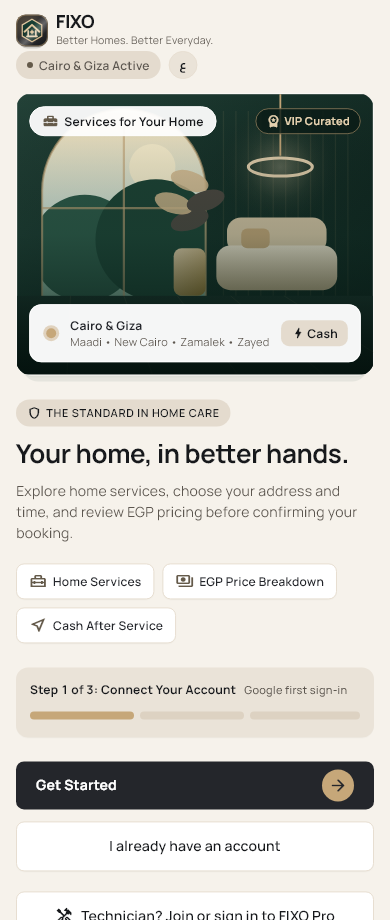 FIXO
Better Homes. Better Everyday.
Cairo & Giza Active
ع
Services for Your Home
VIP Curated
Cairo & Giza
Maadi • New Cairo • Zamalek • Zayed
Cash
THE STANDARD IN HOME CARE
Your home, in better hands.
Explore home services, choose your address and
time, and review EGP pricing before confirming your
booking.
Home Services
EGP Price Breakdown
Cash After Service
Step 1 of 3: Connect Your Account
Google first sign-in
Get Started
I already have an account
Technician? Join or sign in to FIXO Pro